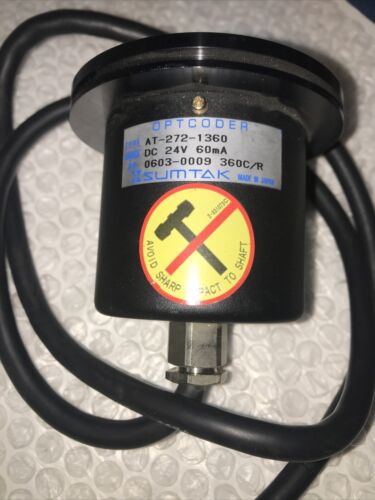 OPTCODER
TYPE AT-272-1360
DC 24V 60mA
0603-0009 360C/R
SUMTAK MADE IN JAPAN
AVOID SHARP IMPACT TO SHAFT